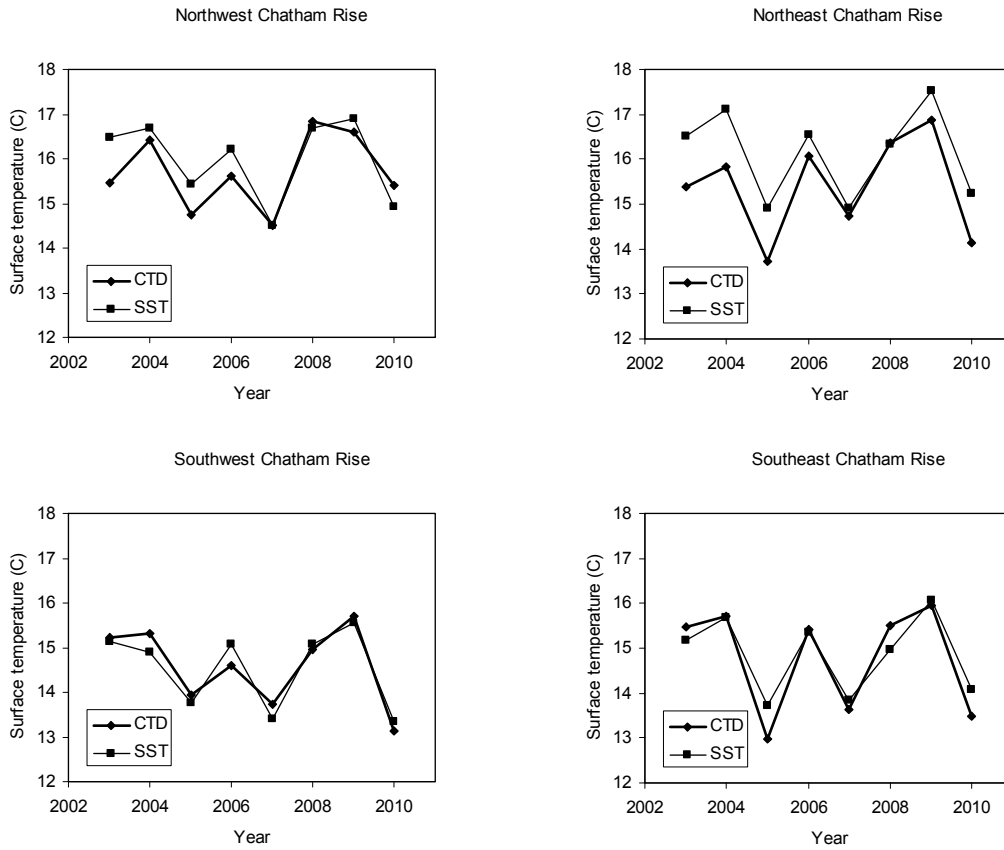 Northwest Chatham Rise
18
17
16
15
14
13
12
Surface temperature (C)
CTD
SST
2002 2004 2006 2008 2010
Year
Northeast Chatham Rise
18
17
16
15
14
13
12
Surface temperature (C)
CTD
SST
2002 2004 2006 2008 2010
Year
Southwest Chatham Rise
18
17
16
15
14
13
12
Surface temperature (C)
CTD
SST
2002 2004 2006 2008 2010
Year
Southeast Chatham Rise
18
17
16
15
14
13
12
Surface temperature (C)
CTD
SST
2002 2004 2006 2008 2010
Year